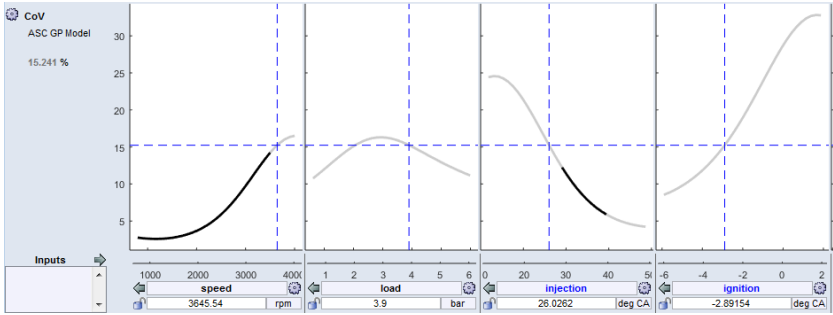 CoV
ASC GP Model
15.241 %
30
25
20
15
10
5
Inputs
1000 2000 3000 4000
1 2 3 4 5 6
0 10 20 30 40 50
-6 -4 -2 0 2
speed load injection ignition
3645.54 rpm 3.9 bar 26.0262 deg CA -2.89154 deg CA